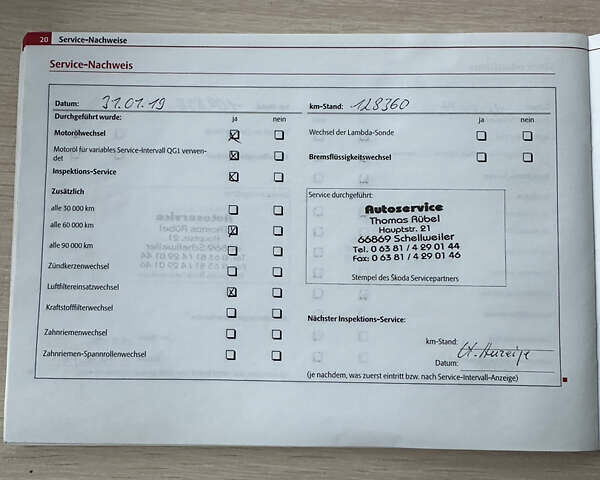 20 Service-Nachweise
Service-Nachweis
Datum: 31.01.19
km-Stand: 128360
Durchgeführt wurde: ja nein
ja nein
Motorölwechsel
Wechsel der Lambda-Sonde
Motoröl für variables Service-Intervall QG1 verwen-
det
Bremsflüssigkeitswechsel
Inspektions-Service
Zusätzlich
alle 30 000 km
alle 60 000 km
alle 90 000 km
Zündkerzenwechsel
Luftfiltereinsatzwechsel
Kraftstofffilterwechsel
Zahnriemenwechsel
Zahnriemen-Spannrollenwechsel
Service durchgeführt:
Autoservice
Thomas Rübel
Hauptstr. 21
66869 Schellweiler
Tel. 0 63 81 / 4 29 01 44
Fax: 0 63 81 / 4 29 01 46
Stempel des Škoda Servicepartners
Nächster Inspektions-Service:
km-Stand:
Datum: lt. Anzeige
(je nachdem, was zuerst eintritt bzw. nach Service-Intervall-Anzeige)